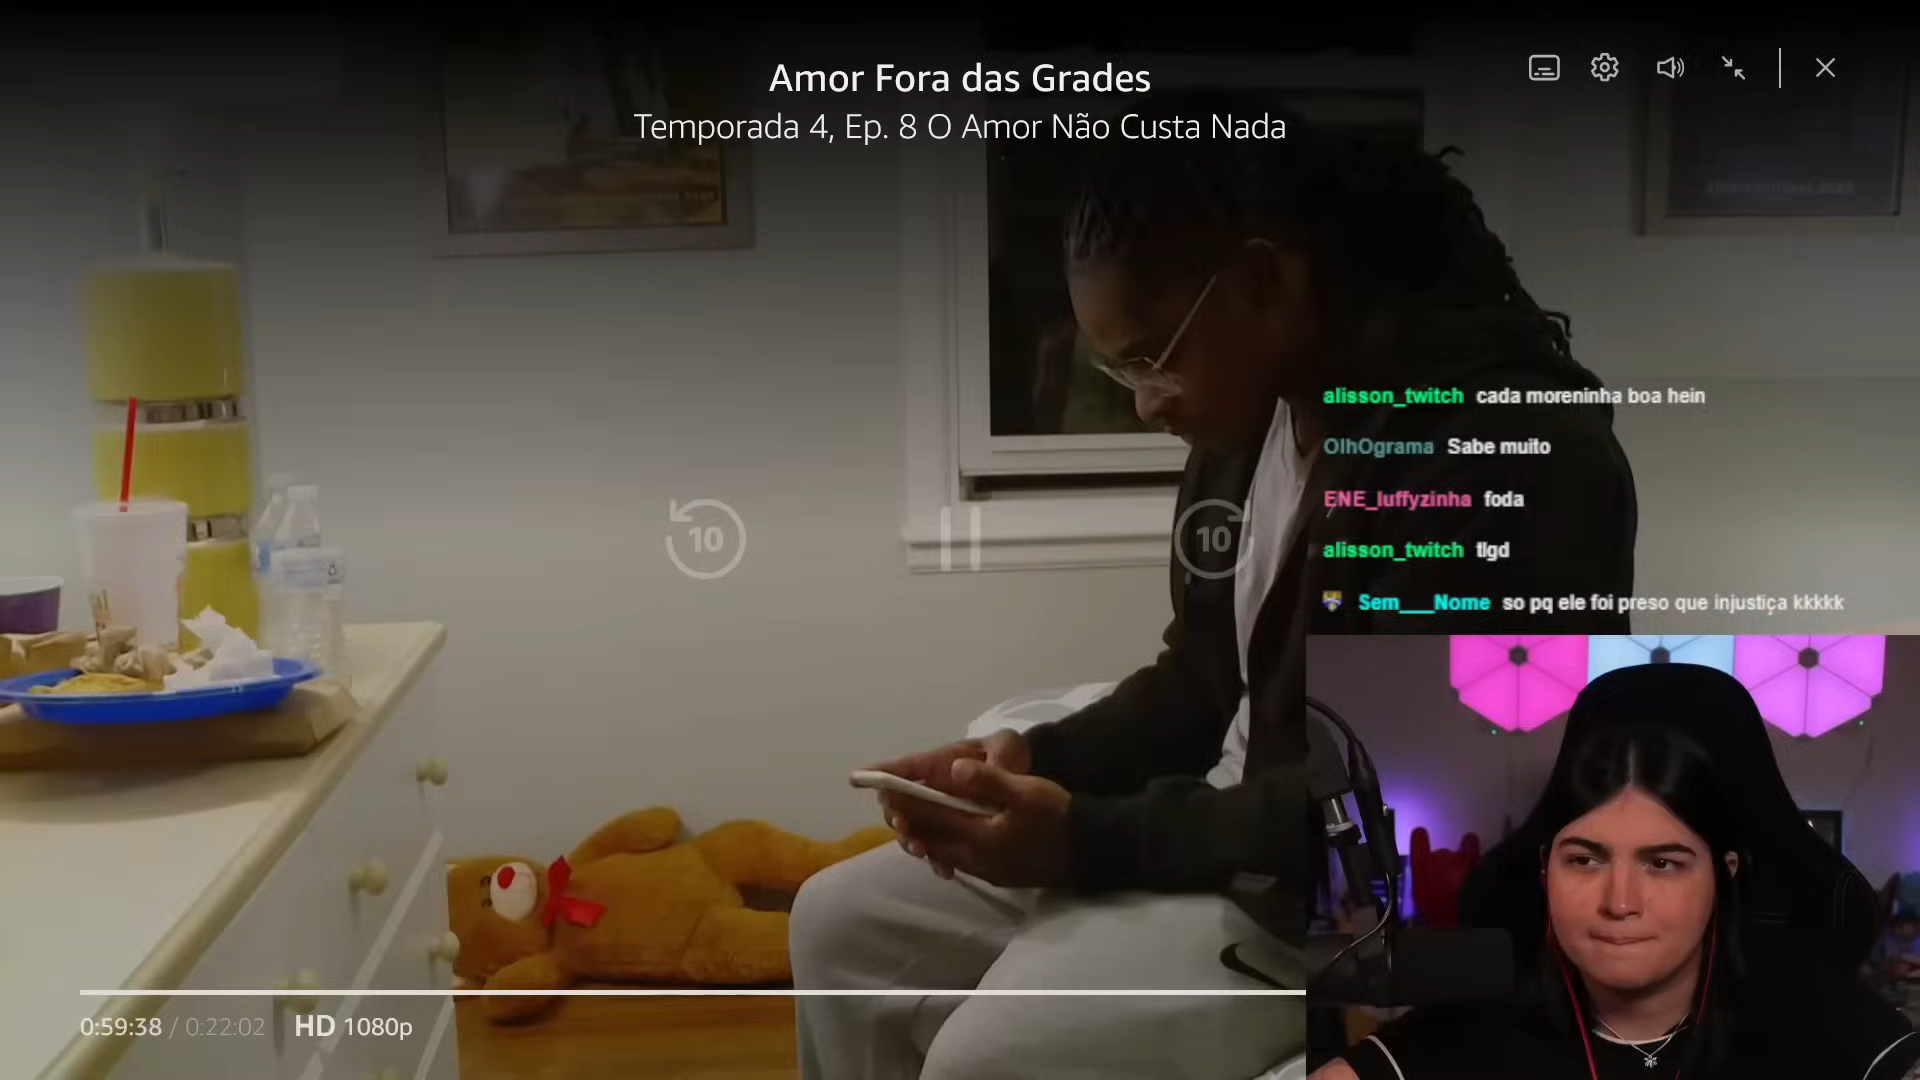 Amor Fora das Grades
Temporada 4, Ep. 8 O Amor Não Custa Nada
alisson_twitch cada moreninha boa hein
OlhOgrama Sabe muito
ENE_luffyzinha foda
alisson_twitch tlgd
Sem___Nome so pq ele foi preso que injustiça kkkkk
10
10
0:59:38 / 0:22:02 HD 1080p